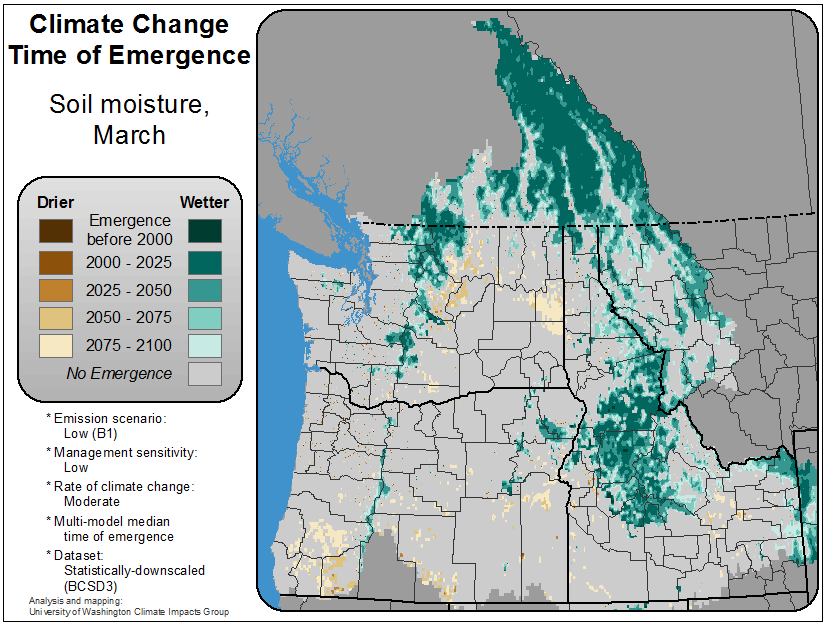 Climate Change
Time of Emergence
Soil moisture,
March
Drier Wetter
Emergence
before 2000
2000 - 2025
2025 - 2050
2050 - 2075
2075 - 2100
No Emergence
* Emission scenario:
Low (B1)
* Management sensitivity:
Low
* Rate of climate change:
Moderate
* Multi-model median
time of emergence
* Dataset:
Statistically-downscaled
(BCSD3)
Analysis and mapping:
University of Washington Climate Impacts Group